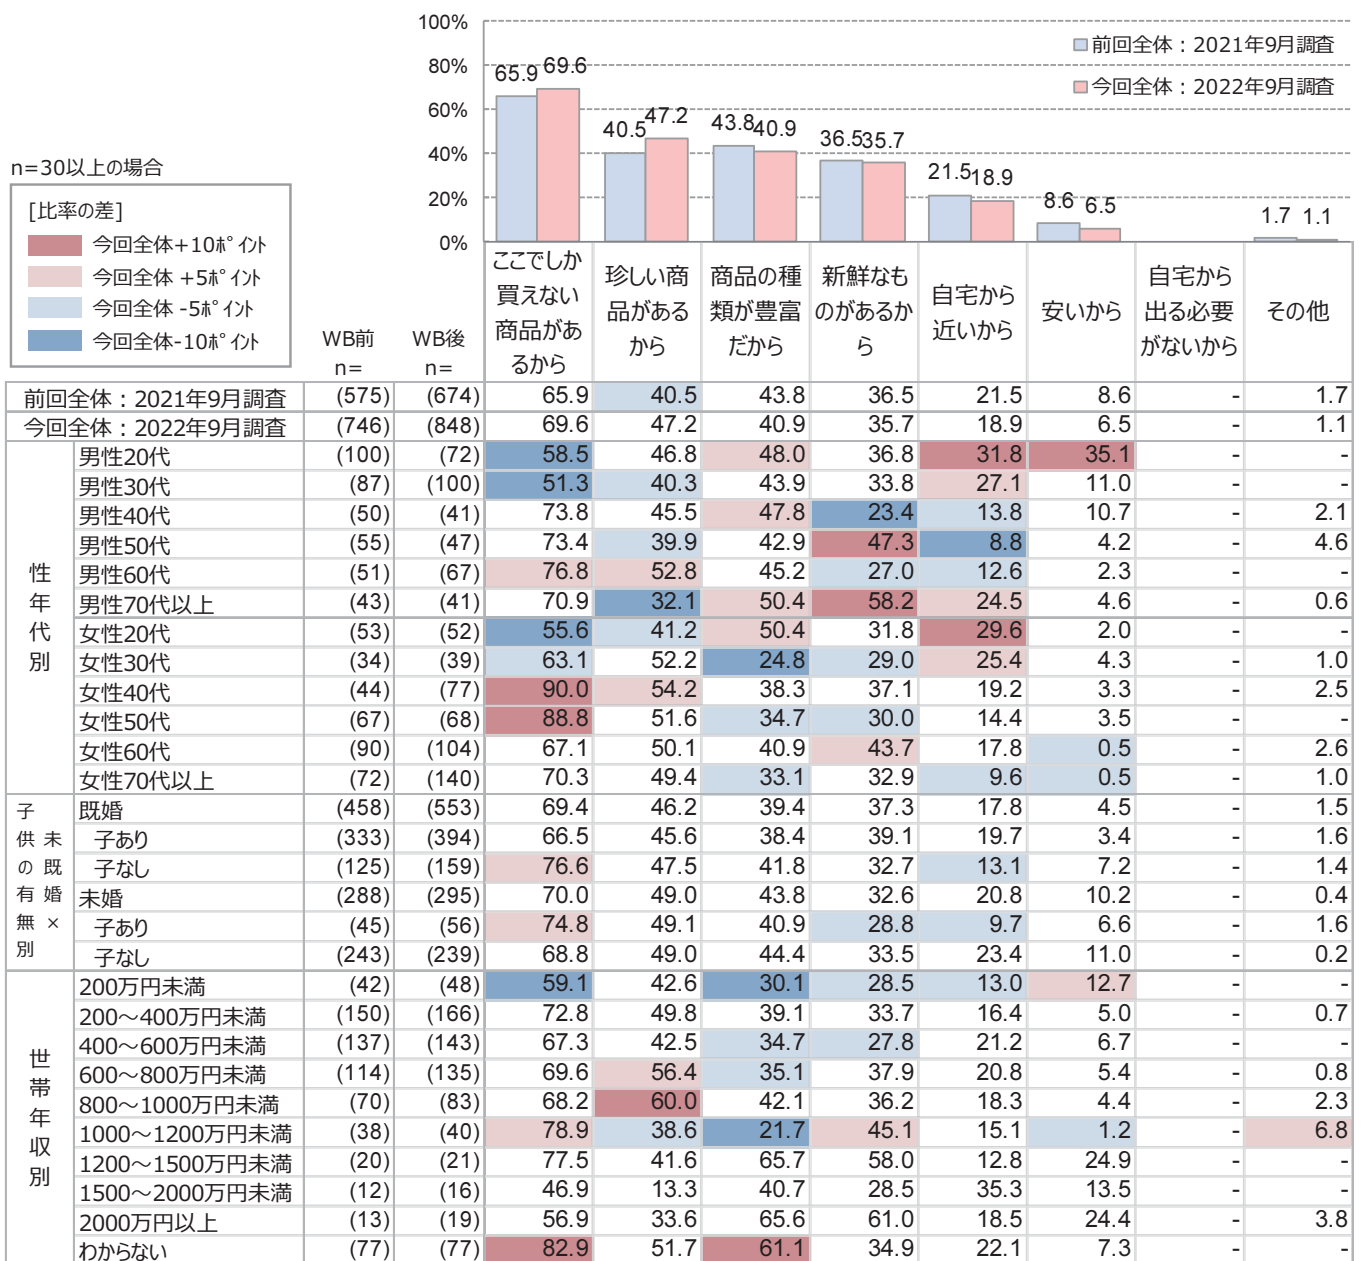 100%
80%
60%
40%
20%
0%
前回全体：2021年9月調査
今回全体：2022年9月調査
65.9 69.6
40.5 47.2
43.8 40.9
36.5 35.7
21.5 18.9
8.6 6.5
1.7 1.1
n=30以上の場合
[比率の差]
今回全体+10ﾎﾟｲﾝﾄ
今回全体 +5ﾎﾟｲﾝﾄ
今回全体 -5ﾎﾟｲﾝﾄ
今回全体-10ﾎﾟｲﾝﾄ
WB前
n=
WB後
n=
ここでしか
買えない
商品があ
るから
珍しい商
品がある
から
商品の種
類が豊富
だから
新鮮なも
のがあるか
ら
自宅から
近いから
安いから
自宅から
出る必要
がないから
その他
前回全体：2021年9月調査 (575) (674) 65.9 40.5 43.8 36.5 21.5 8.6 - 1.7
今回全体：2022年9月調査 (746) (848) 69.6 47.2 40.9 35.7 18.9 6.5 - 1.1
性年代別
男性20代 (100) (72) 58.5 46.8 48.0 36.8 31.8 35.1 - -
男性30代 (87) (100) 51.3 40.3 43.9 33.8 27.1 11.0 - -
男性40代 (50) (41) 73.8 45.5 47.8 23.4 13.8 10.7 - 2.1
男性50代 (55) (47) 73.4 39.9 42.9 47.3 8.8 4.2 - 4.6
男性60代 (51) (67) 76.8 52.8 45.2 27.0 12.6 2.3 - -
男性70代以上 (43) (41) 70.9 32.1 50.4 58.2 24.5 4.6 - 0.6
女性20代 (53) (52) 55.6 41.2 50.4 31.8 29.6 2.0 - -
女性30代 (34) (39) 63.1 52.2 24.8 29.0 25.4 4.3 - 1.0
女性40代 (44) (77) 90.0 54.2 38.3 37.1 19.2 3.3 - 2.5
女性50代 (67) (68) 88.8 51.6 34.7 30.0 14.4 3.5 - -
女性60代 (90) (104) 67.1 50.1 40.9 43.7 17.8 0.5 - 2.6
女性70代以上 (72) (140) 70.3 49.4 33.1 32.9 9.6 0.5 - 1.0
未既婚×
子供の有無別
既婚 (458) (553) 69.4 46.2 39.4 37.3 17.8 4.5 - 1.5
子あり (333) (394) 66.5 45.6 38.4 39.1 19.7 3.4 - 1.6
子なし (125) (159) 76.6 47.5 41.8 32.7 13.1 7.2 - 1.4
未婚 (288) (295) 70.0 49.0 43.8 32.6 20.8 10.2 - 0.4
子あり (45) (56) 74.8 49.1 40.9 28.8 9.7 6.6 - 1.6
子なし (243) (239) 68.8 49.0 44.4 33.5 23.4 11.0 - 0.2
世帯年収別
200万円未満 (42) (48) 59.1 42.6 30.1 28.5 13.0 12.7 - -
200～400万円未満 (150) (166) 72.8 49.8 39.1 33.7 16.4 5.0 - 0.7
400～600万円未満 (137) (143) 67.3 42.5 34.7 27.8 21.2 6.7 - -
600～800万円未満 (114) (135) 69.6 56.4 35.1 37.9 20.8 5.4 - 0.8
800～1000万円未満 (70) (83) 68.2 60.0 42.1 36.2 18.3 4.4 - 2.3
1000～1200万円未満 (38) (40) 78.9 38.6 21.7 45.1 15.1 1.2 - 6.8
1200～1500万円未満 (20) (21) 77.5 41.6 65.7 58.0 12.8 24.9 - -
1500～2000万円未満 (12) (16) 46.9 13.3 40.7 28.5 35.3 13.5 - -
2000万円以上 (13) (19) 56.9 33.6 65.6 61.0 18.5 24.4 - 3.8
わからない (77) (77) 82.9 51.7 61.1 34.9 22.1 7.3 - -